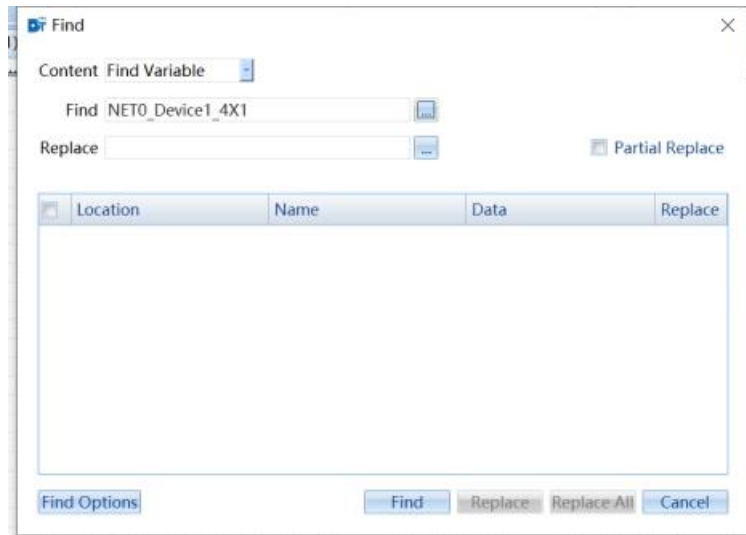 DT Find
Content Find Variable
Find NET0_Device1_4X1 ...
Replace ... Partial Replace
Location Name Data Replace
Find Options Find Replace Replace All Cancel